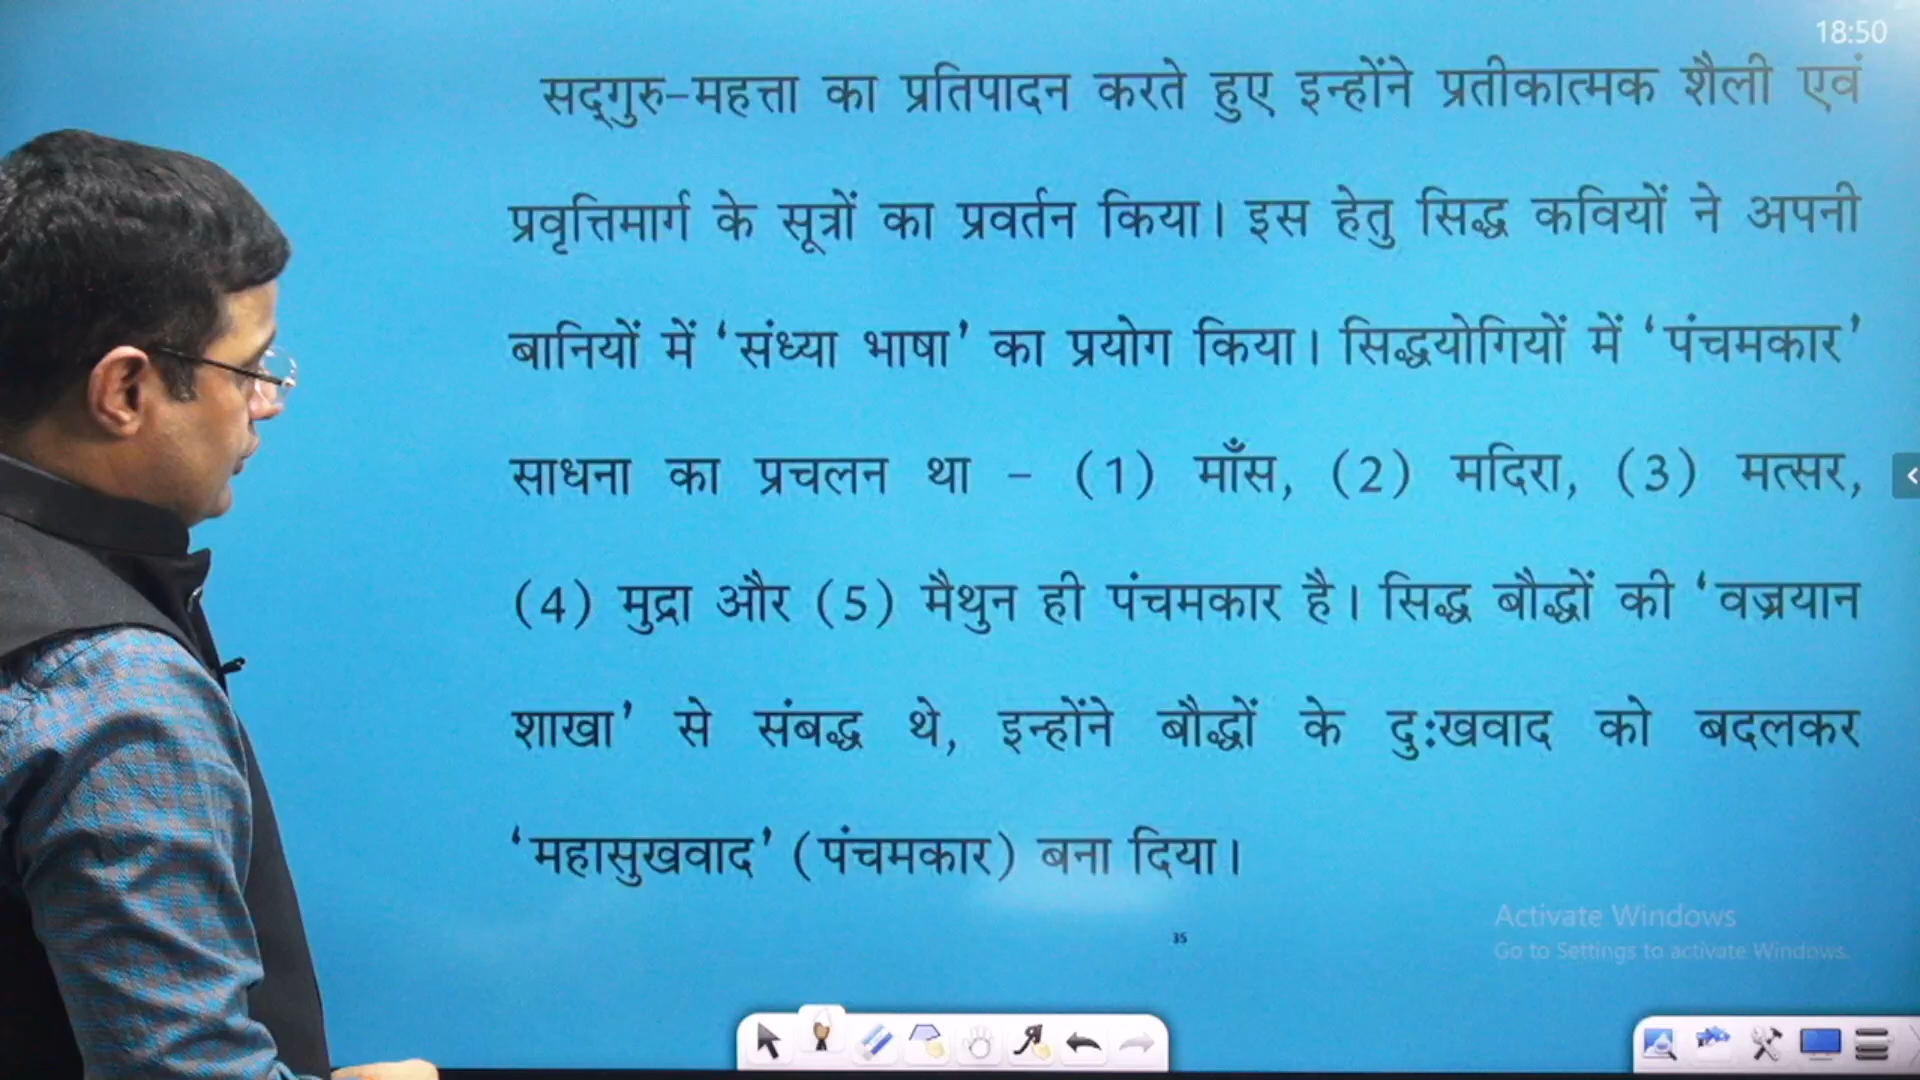 18:50
सद्गुरु-महत्ता का प्रतिपादन करते हुए इन्होंने प्रतीकात्मक शैली एवं
प्रवृत्तिमार्ग के सूत्रों का प्रवर्तन किया। इस हेतु सिद्ध कवियों ने अपनी
बानियों में ‘संध्या भाषा’ का प्रयोग किया। सिद्धयोगियों में ‘पंचमकार’
साधना का प्रचलन था - (1) माँस, (2) मदिरा, (3) मत्सर,
(4) मुद्रा और (5) मैथुन ही पंचमकार है। सिद्ध बौद्धों की ‘वज्रयान
शाखा’ से संबद्ध थे, इन्होंने बौद्धों के दुःखवाद को बदलकर
‘महासुखवाद’ (पंचमकार) बना दिया।
35
Activate Windows
Go to Settings to activate Windows.